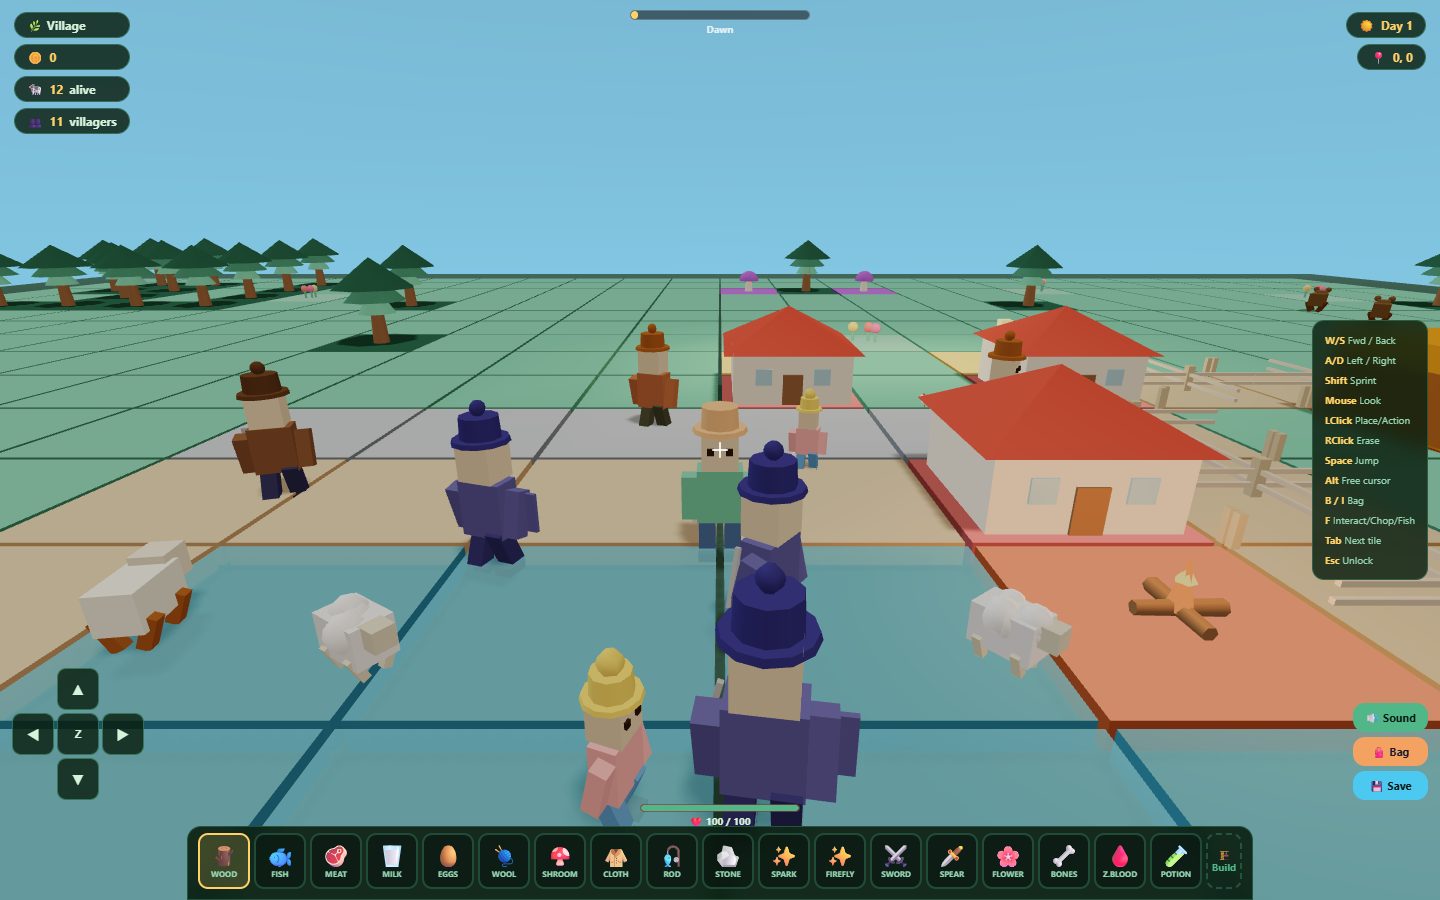 Village
0
12 alive
11 villagers
Dawn
Day 1
0, 0
W/S Fwd / Back
A/D Left / Right
Shift Sprint
Mouse Look
LClick Place/Action
RClick Erase
Space Jump
Alt Free cursor
B / I Bag
F Interact/Chop/Fish
Tab Next tile
Esc Unlock
▲
◀ Z ▶
▼
Sound
Bag
Save
100 / 100
WOOD FISH MEAT MILK EGGS WOOL SHROOM CLOTH ROD STONE SPARK FIREFLY SWORD SPEAR FLOWER BONES Z.BLOOD POTION Build